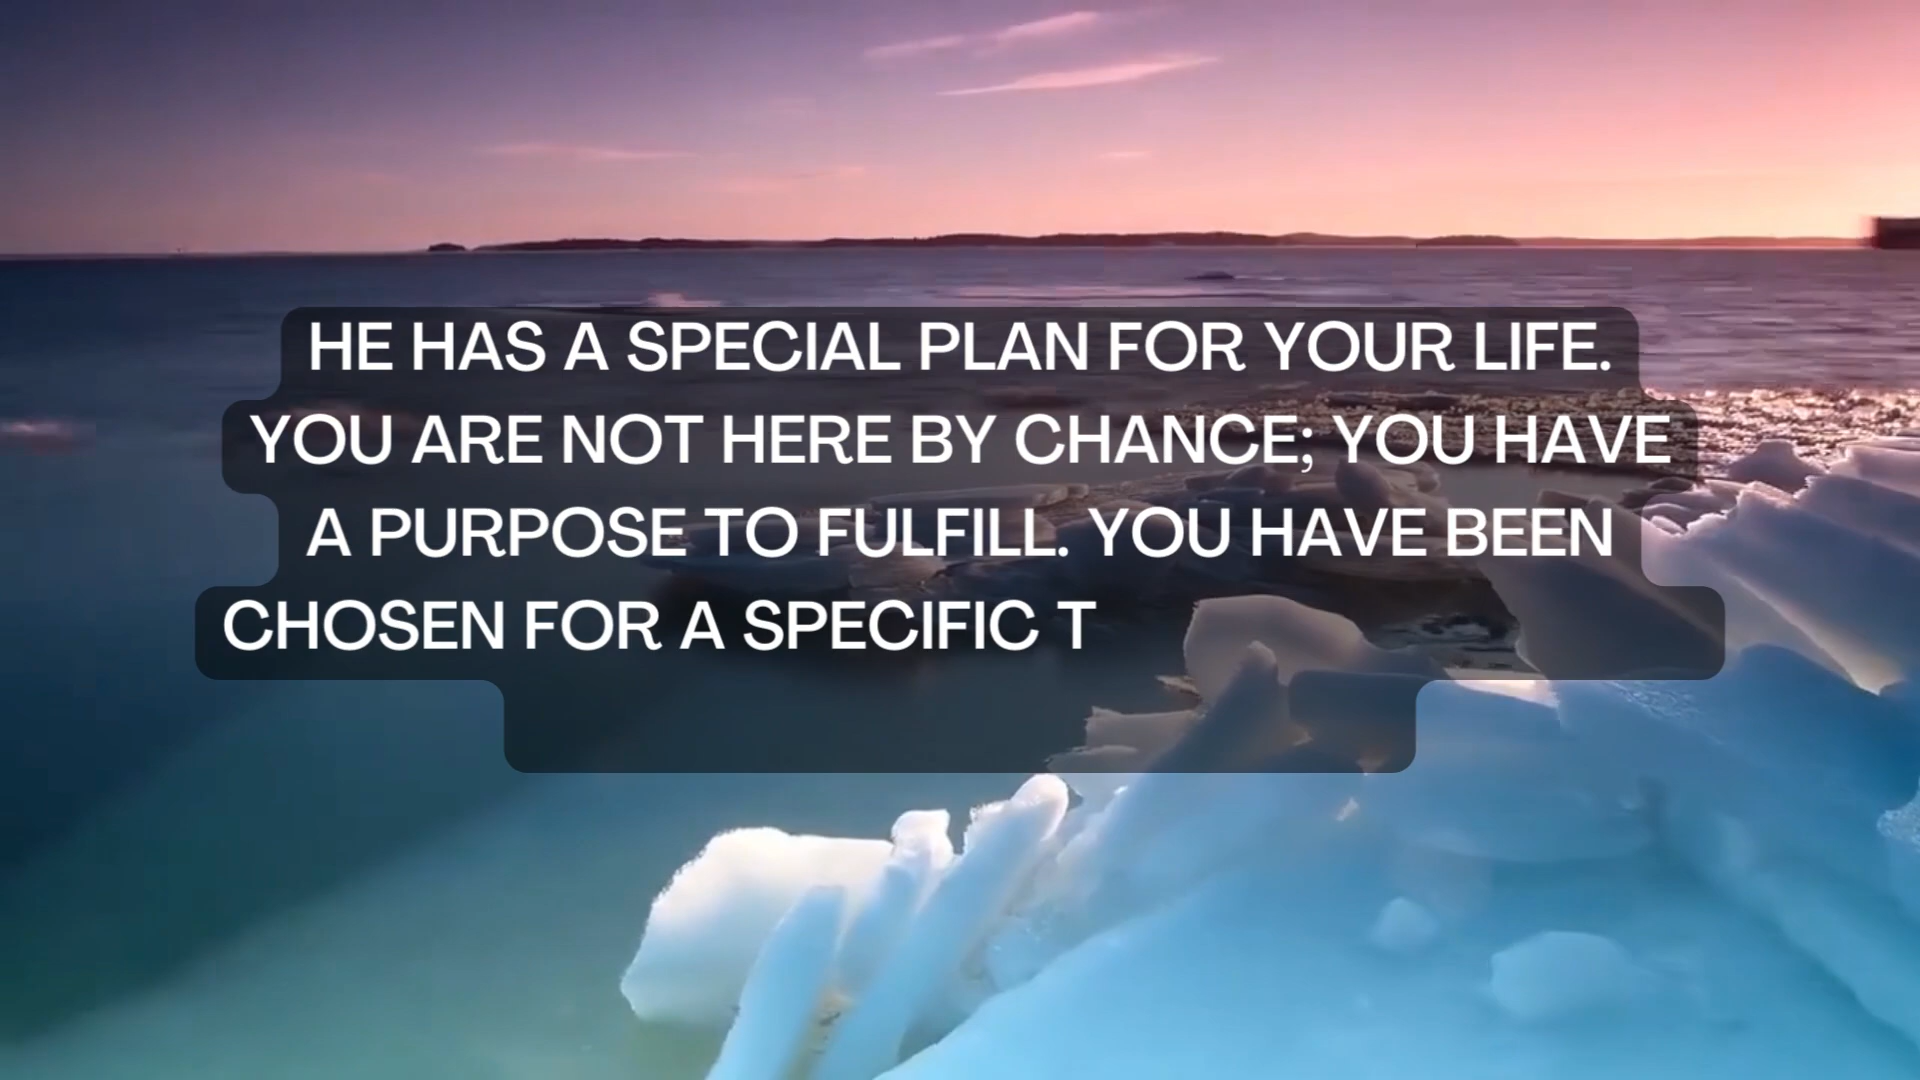 HE HAS A SPECIAL PLAN FOR YOUR LIFE.
YOU ARE NOT HERE BY CHANCE; YOU HAVE
A PURPOSE TO FULFILL. YOU HAVE BEEN
CHOSEN FOR A SPECIFIC T